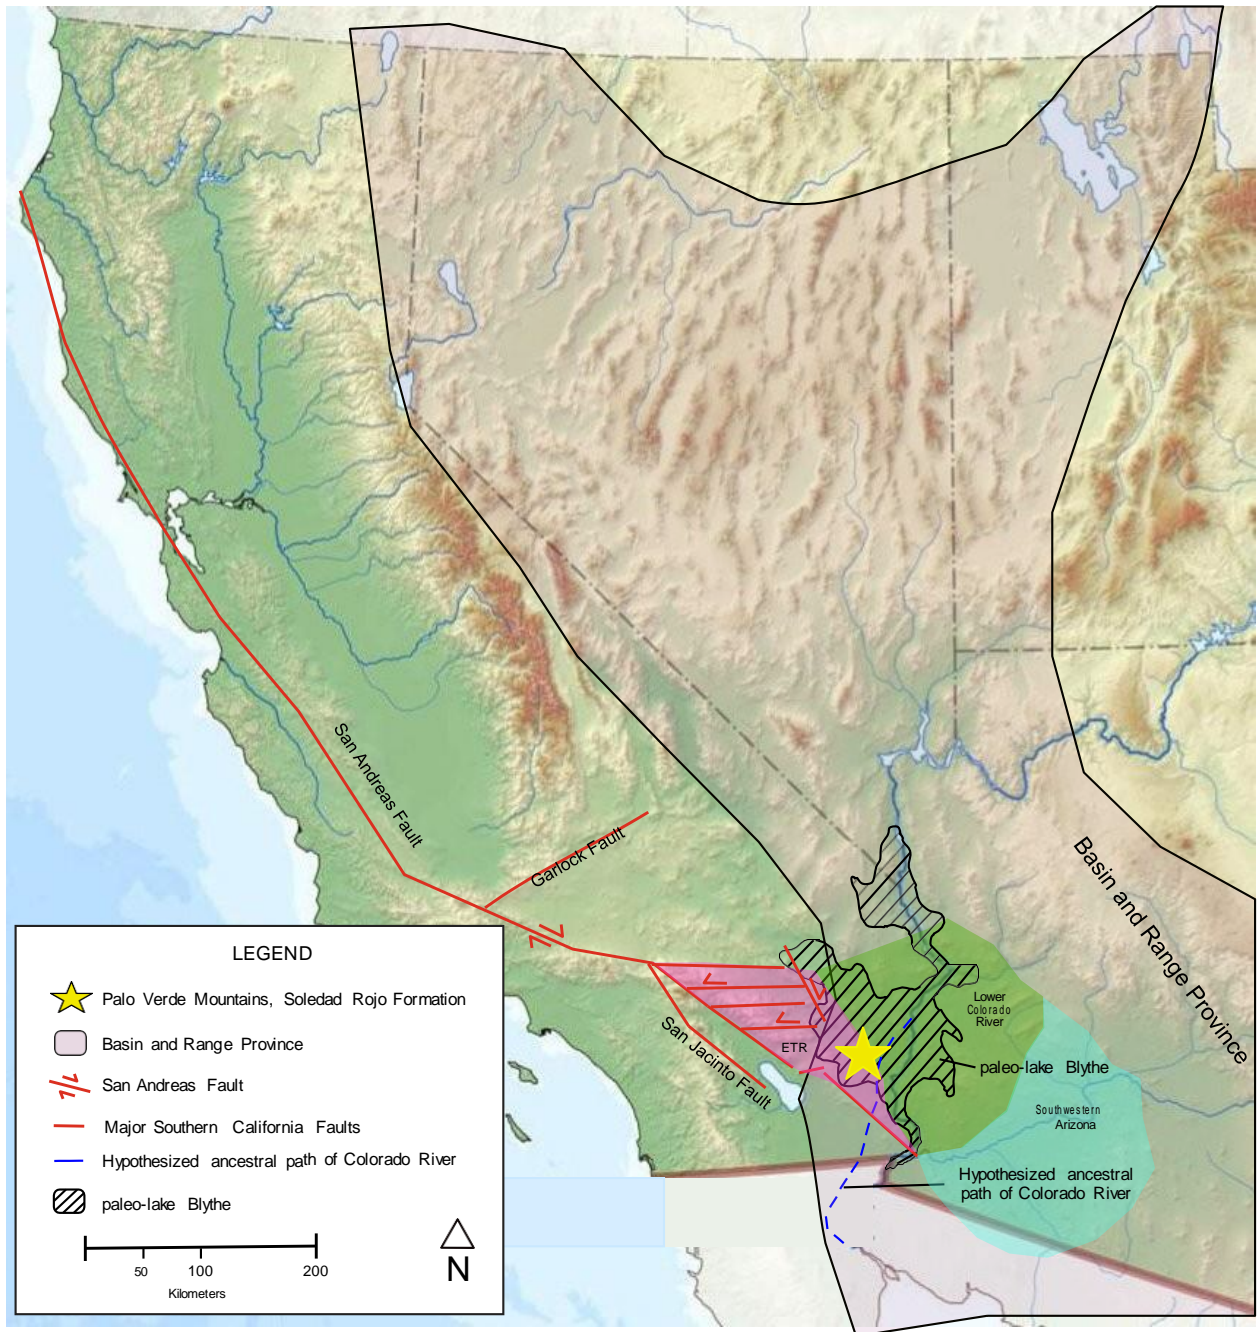 San Andreas Fault
Garlock Fault
Basin and Range Province
San Jacinto Fault
ETR
Lower
Colorado
River
paleo-lake Blythe
Southwestern
Arizona
Hypothesized ancestral
path of Colorado River
LEGEND
Palo Verde Mountains, Soledad Rojo Formation
Basin and Range Province
San Andreas Fault
Major Southern California Faults
Hypothesized ancestral path of Colorado River
paleo-lake Blythe
50 100 200
Kilometers
N